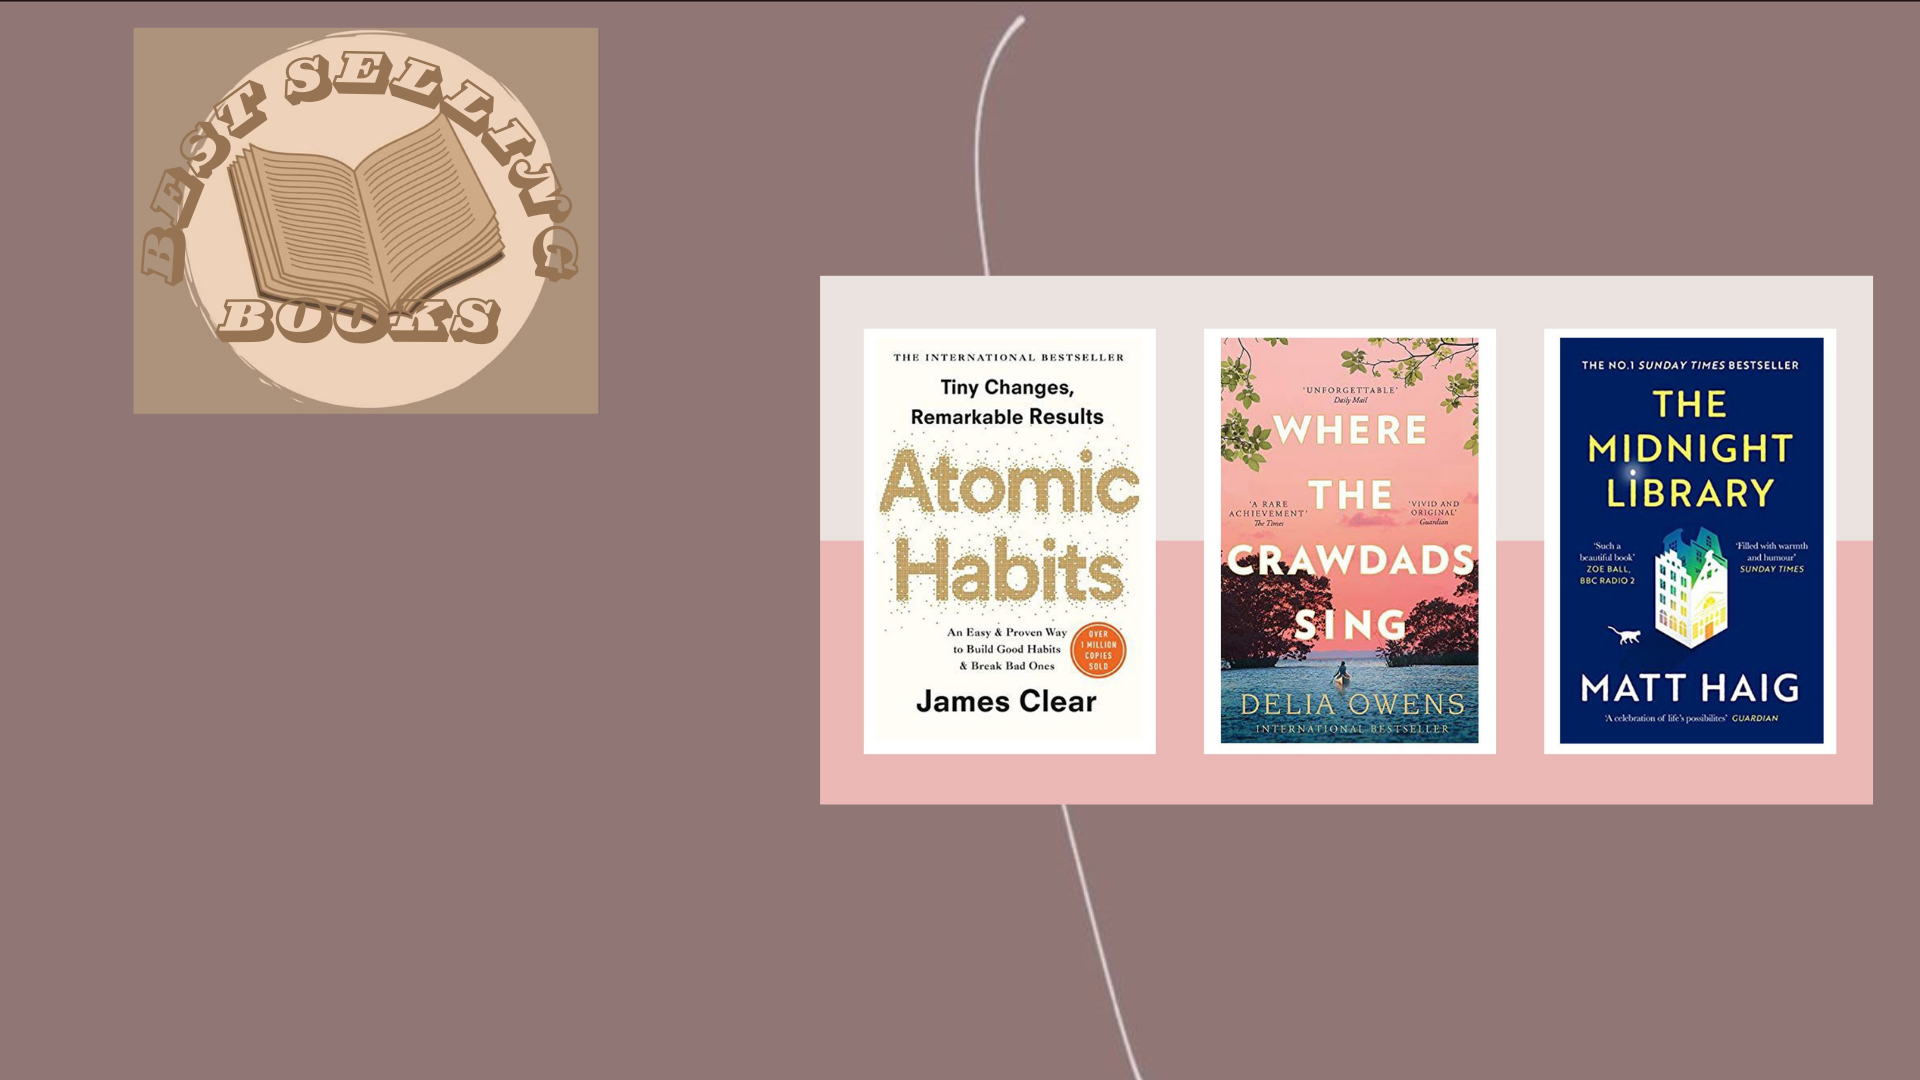 BEST SELLING
BOOKS
THE INTERNATIONAL BESTSELLER
Tiny Changes,
Remarkable Results
Atomic
Habits
An Easy & Proven Way
to Build Good Habits
& Break Bad Ones
OVER
1 MILLION
COPIES
SOLD
James Clear
'UNFORGETTABLE'
Daily Mail
WHERE
THE
'A RARE
ACHIEVEMENT'
The Times
'VIVID AND
ORIGINAL'
Guardian
CRAWDADS
SING
DELIA OWENS
INTERNATIONAL BESTSELLER
THE NO.1 SUNDAY TIMES BESTSELLER
THE
MIDNIGHT
LIBRARY
'Such a
beautiful book'
ZOE BALL,
BBC RADIO 2
'Filled with warmth
and humour'
SUNDAY TIMES
MATT HAIG
'A celebration of life's possibilites' GUARDIAN